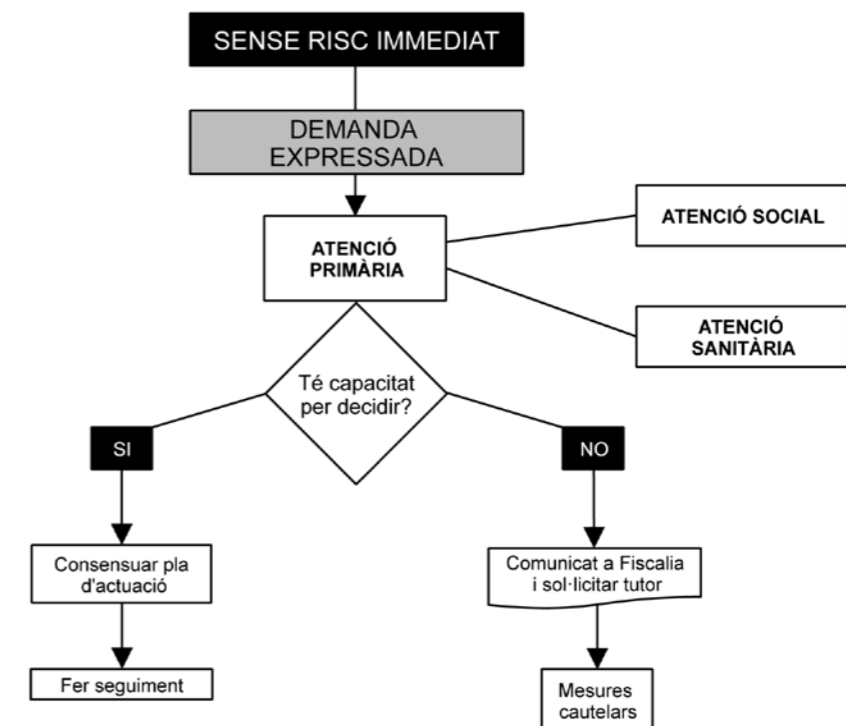 SENSE RISC IMMEDIAT
DEMANDA
EXPRESSADA
ATENCIÓ
PRIMÀRIA
ATENCIÓ SOCIAL
ATENCIÓ
SANITÀRIA
Té capacitat
per decidir?
SI
NO
Consensuar pla
d'actuació
Comunicat a Fiscalia
i sol·licitar tutor
Fer seguiment
Mesures
cautelars